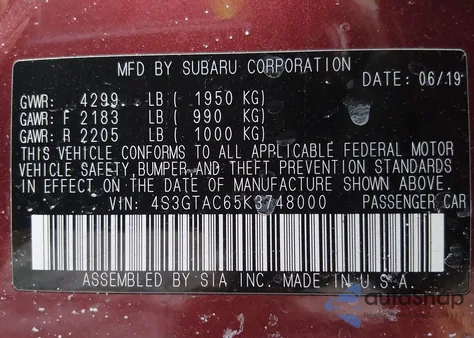 MFD BY SUBARU CORPORATION
DATE: 06/19
GVWR: 4299 LB ( 1950 KG)
GAWR: F 2183 LB ( 990 KG)
GAWR: R 2205 LB ( 1000 KG)
THIS VEHICLE CONFORMS TO ALL APPLICABLE FEDERAL MOTOR
VEHICLE SAFETY, BUMPER AND THEFT PREVENTION STANDARDS
IN EFFECT ON THE DATE OF MANUFACTURE SHOWN ABOVE.
VIN: 4S3GTAC65K3748000 PASSENGER CAR
ASSEMBLED BY SIA INC. MADE IN U.S.A.
autosnap